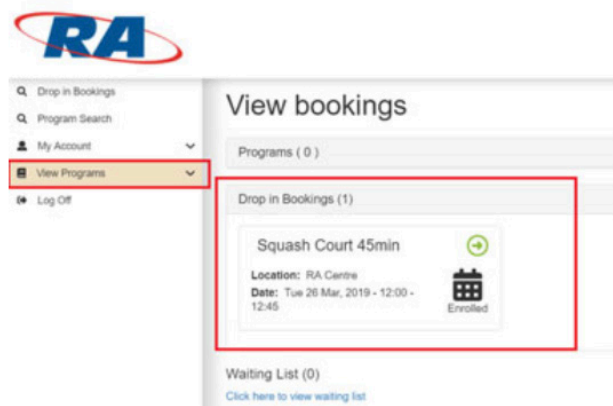 RA
Drop in Bookings
Program Search
My Account
View Programs
Log Off
View bookings
Programs ( 0 )
Drop in Bookings (1)
Squash Court 45min
Location: RA Centre
Date: Tue 26 Mar, 2019 - 12:00 -
12:45
Enrolled
Waiting List (0)
Click here to view waiting list